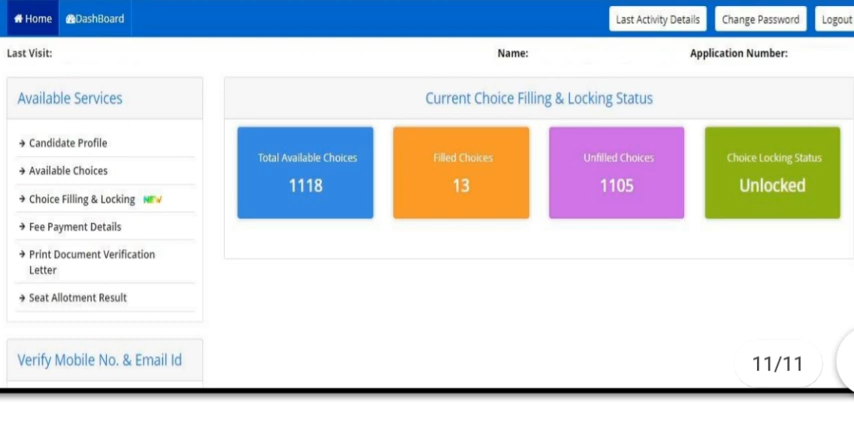 Home DashBoard Last Activity Details Change Password Logout
Last Visit: Name: Application Number:
Available Services
Candidate Profile
Available Choices
Choice Filling & Locking NEW
Fee Payment Details
Print Document Verification
Letter
Seat Allotment Result
Verify Mobile No. & Email Id
Current Choice Filling & Locking Status
Total Available Choices
1118
Filled Choices
13
Unfilled Choices
1105
Choice Locking Status
Unlocked
11/11